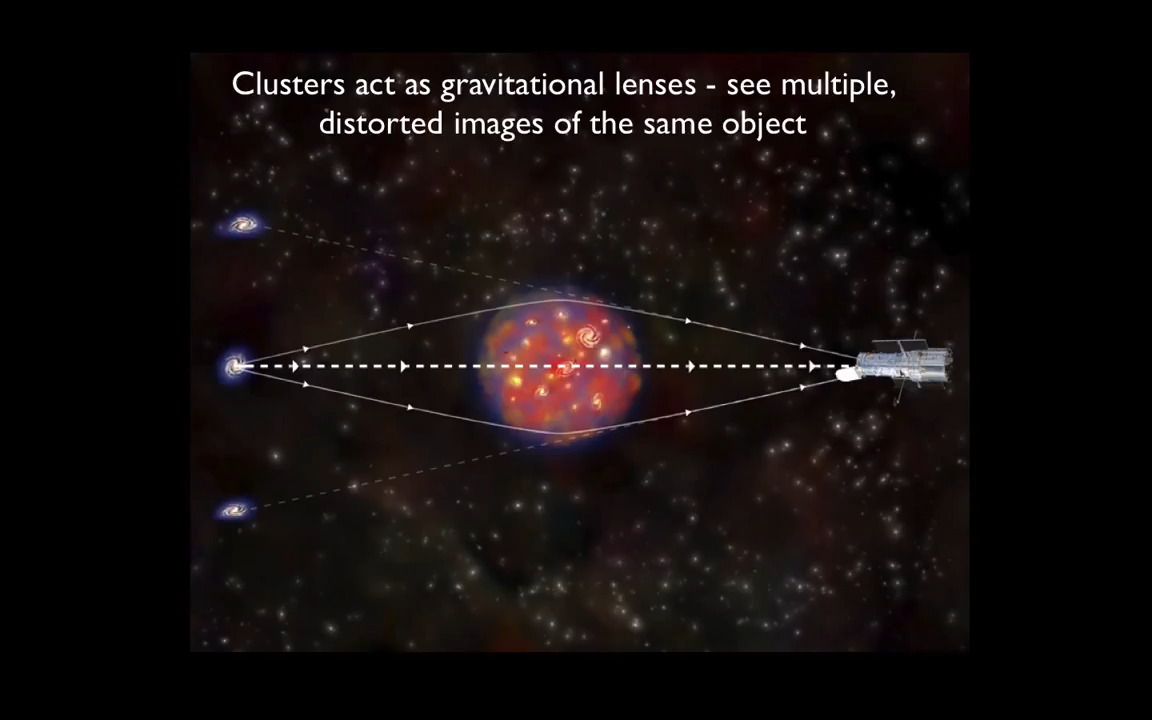 Clusters act as gravitational lenses - see multiple,
distorted images of the same object